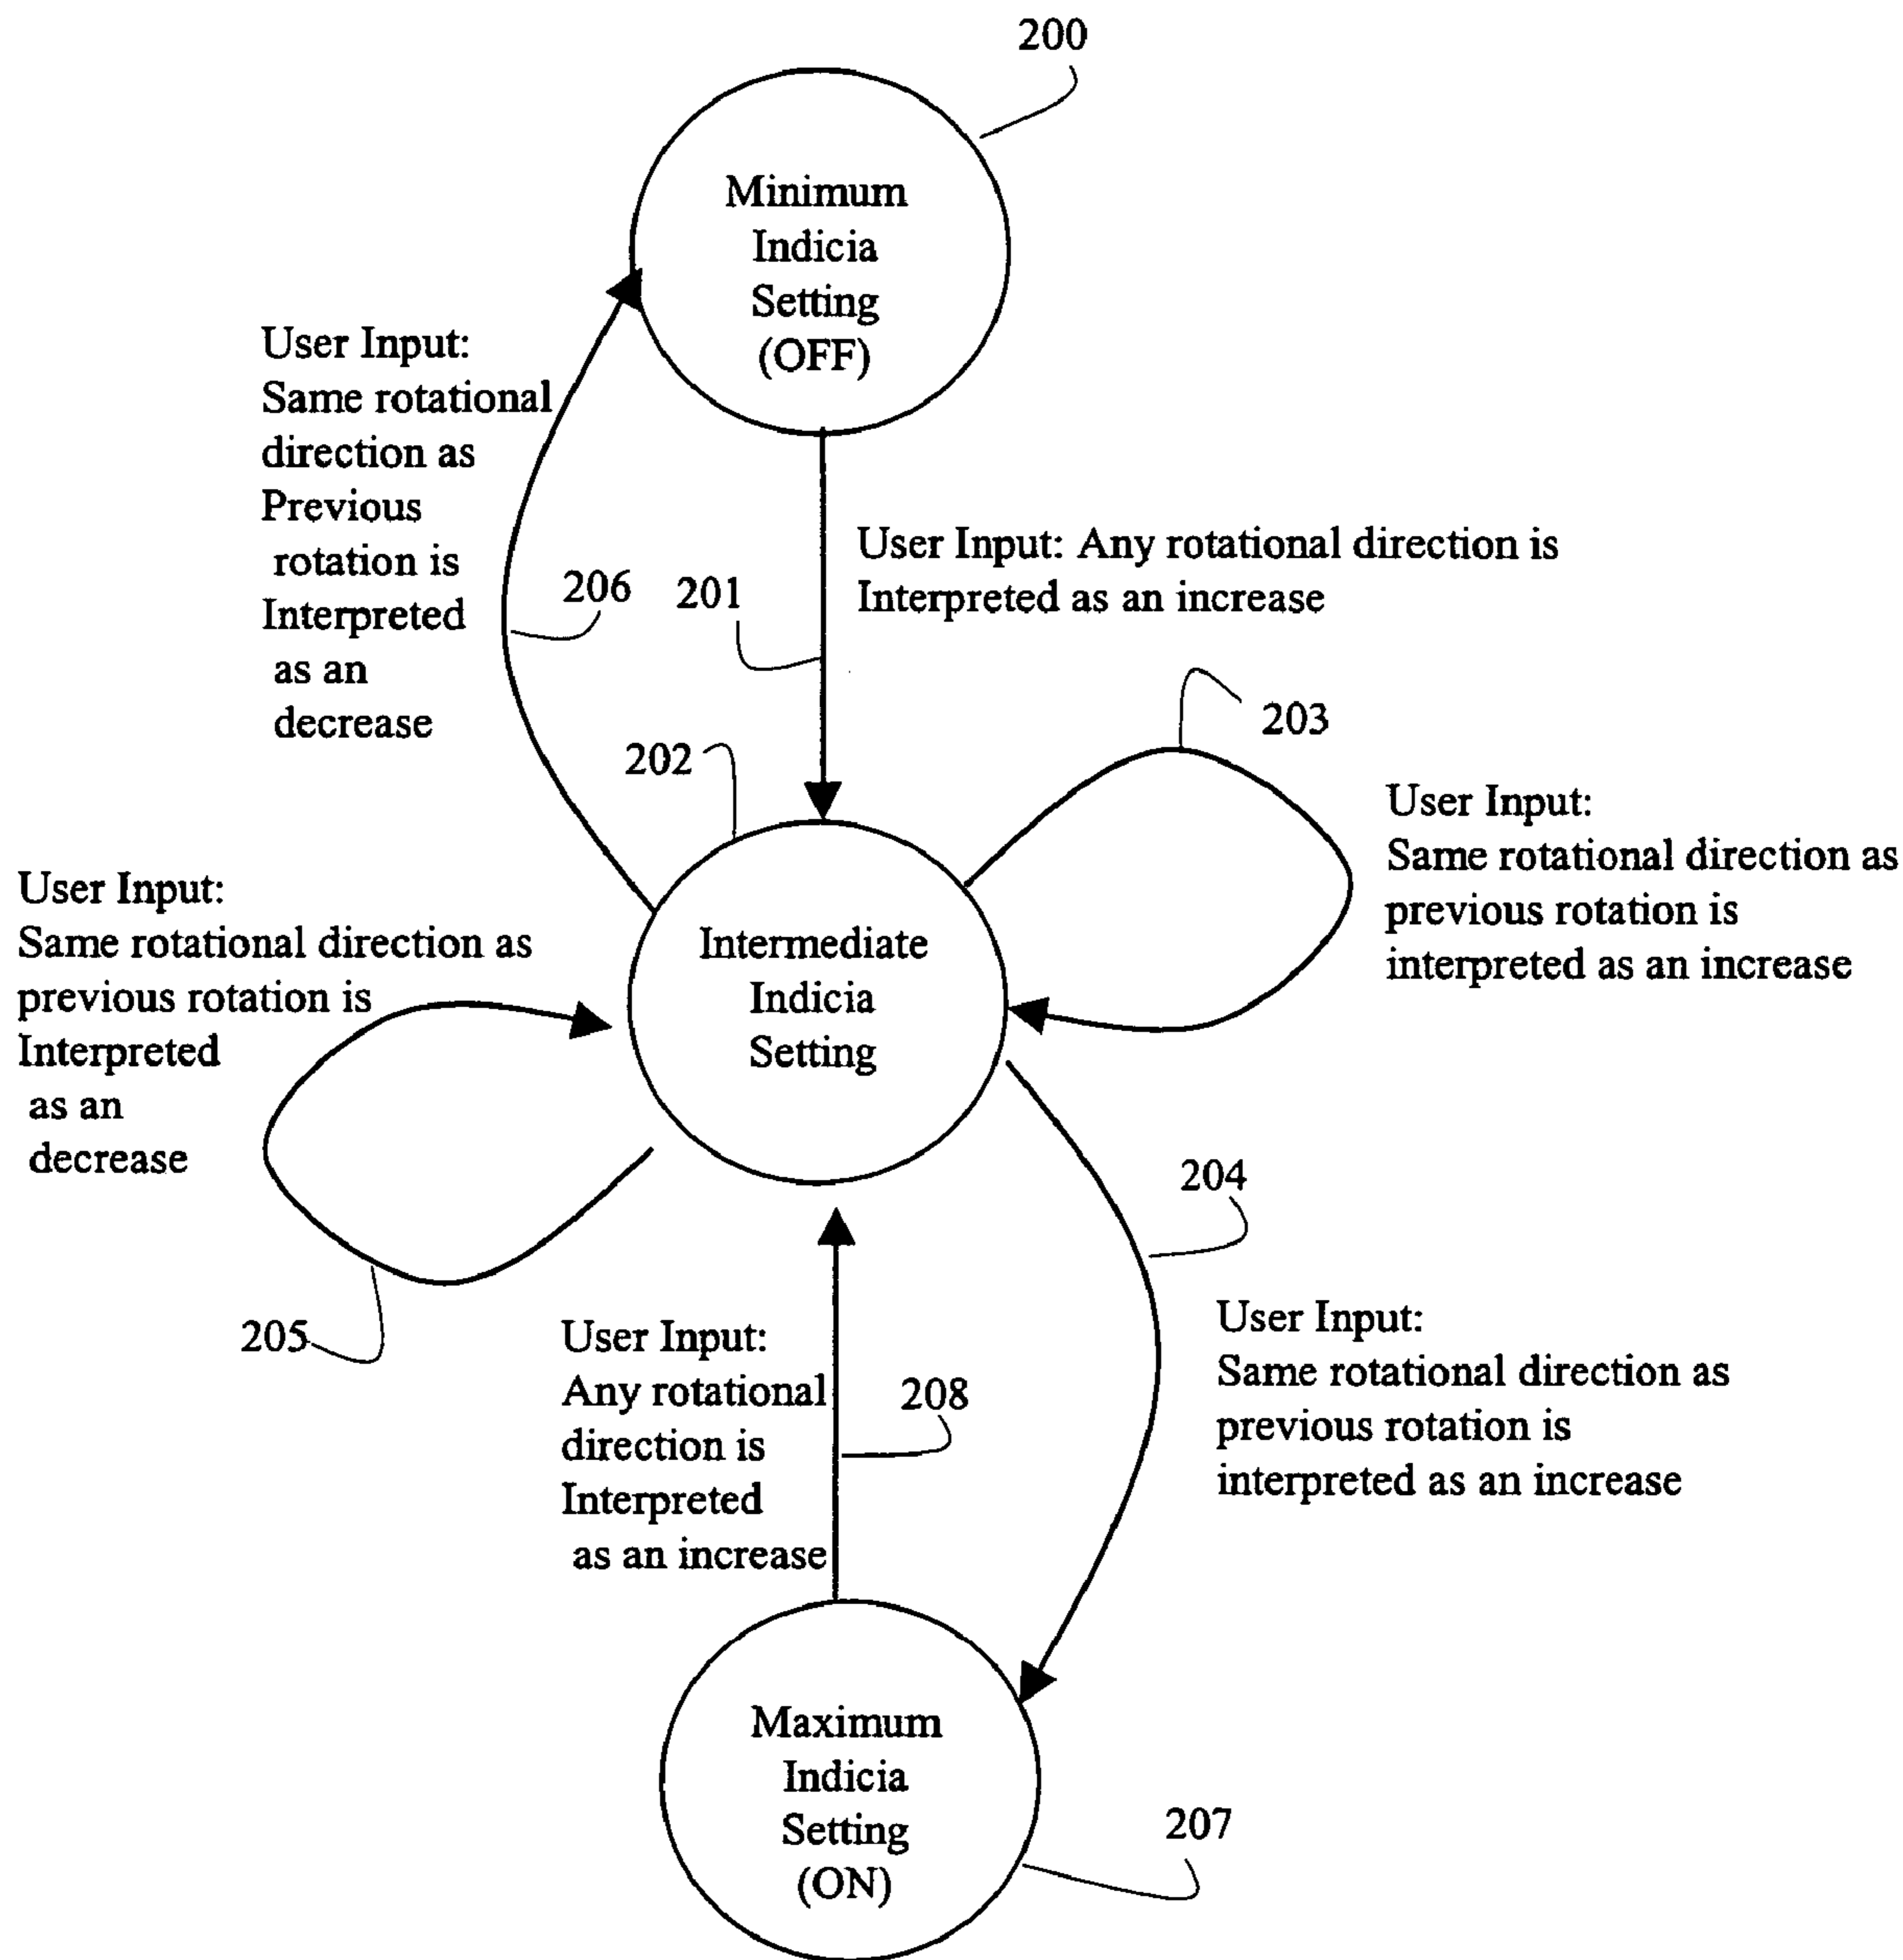 200
Minimum
Indicia
Setting
(OFF)
User Input:
Same rotational
direction as
Previous
rotation is
Interpreted
as an
decrease
206
201
User Input: Any rotational direction is
Interpreted as an increase
202
203
User Input:
Same rotational direction as
previous rotation is
interpreted as an increase
User Input:
Same rotational direction as
previous rotation is
Interpreted
as an
decrease
Intermediate
Indicia
Setting
204
205
User Input:
Any rotational
direction is
Interpreted
as an increase
208
User Input:
Same rotational direction as
previous rotation is
interpreted as an increase
Maximum
Indicia
Setting
(ON)
207